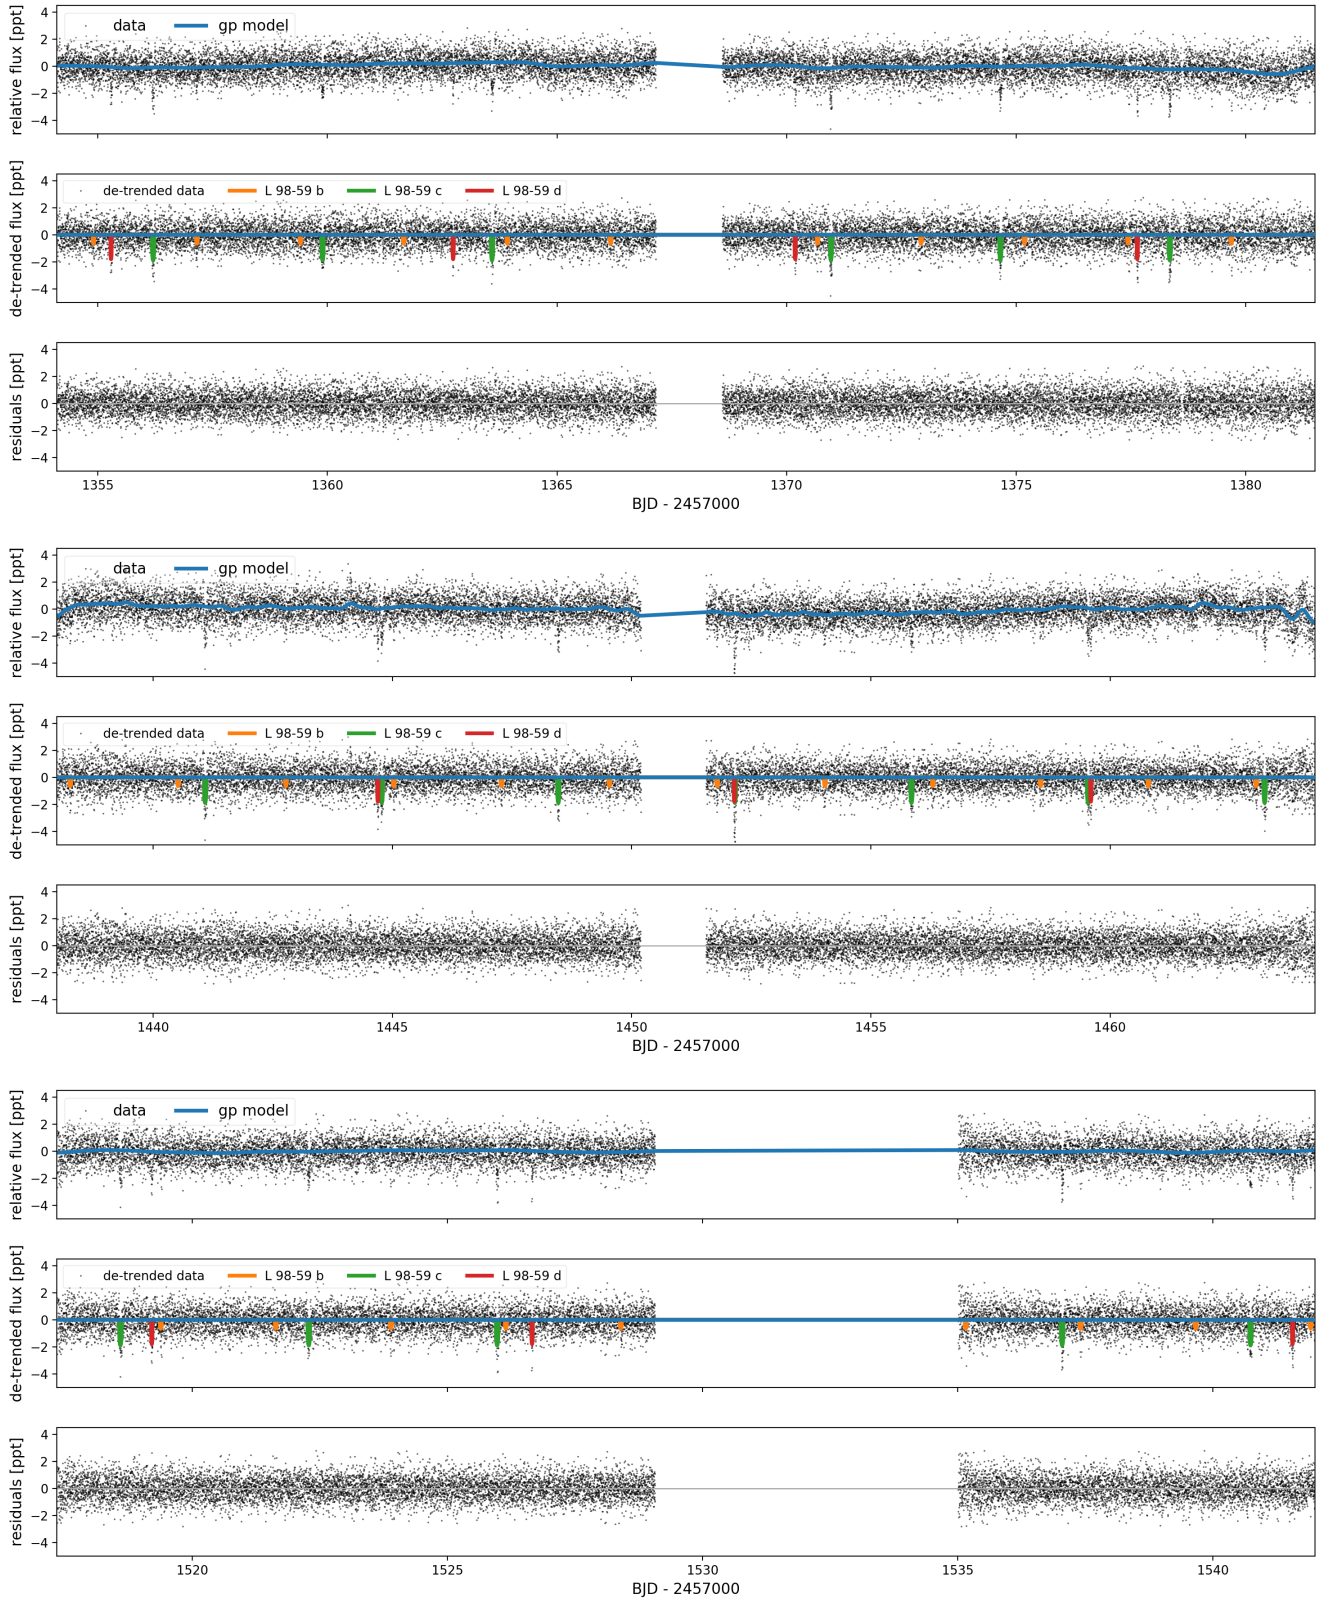 relative flux [ppt]
4
2
0
−2
−4
data gp model
de-trended flux [ppt]
4
2
0
−2
−4
de-trended data L 98-59 b L 98-59 c L 98-59 d
residuals [ppt]
4
2
0
−2
−4
1355 1360 1365 1370 1375 1380
BJD - 2457000
relative flux [ppt]
4
2
0
−2
−4
data gp model
de-trended flux [ppt]
4
2
0
−2
−4
de-trended data L 98-59 b L 98-59 c L 98-59 d
residuals [ppt]
4
2
0
−2
−4
1440 1445 1450 1455 1460
BJD - 2457000
relative flux [ppt]
4
2
0
−2
−4
data gp model
de-trended flux [ppt]
4
2
0
−2
−4
de-trended data L 98-59 b L 98-59 c L 98-59 d
residuals [ppt]
4
2
0
−2
−4
1520 1525 1530 1535 1540
BJD - 2457000